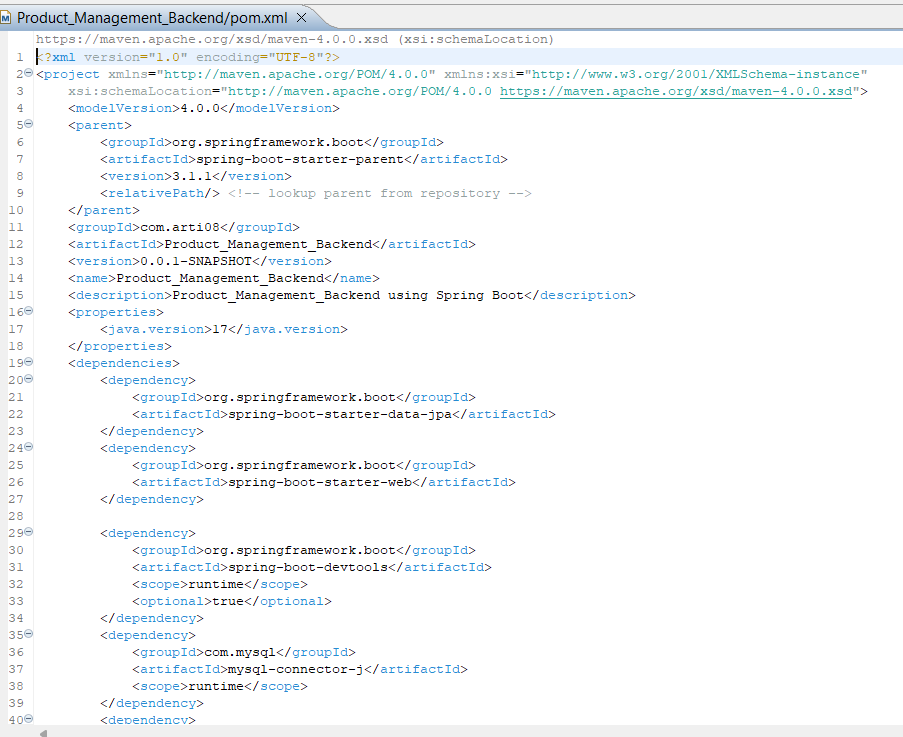 Product_Management_Backend/pom.xml
https://maven.apache.org/xsd/maven-4.0.0.xsd (xsi:schemaLocation)
1 <?xml version="1.0" encoding="UTF-8"?>
2 <project xmlns="http://maven.apache.org/POM/4.0.0" xmlns:xsi="http://www.w3.org/2001/XMLSchema-instance"
3 xsi:schemaLocation="http://maven.apache.org/POM/4.0.0 https://maven.apache.org/xsd/maven-4.0.0.xsd">
4 <modelVersion>4.0.0</modelVersion>
5 <parent>
6 <groupId>org.springframework.boot</groupId>
7 <artifactId>spring-boot-starter-parent</artifactId>
8 <version>3.1.1</version>
9 <relativePath/> <!-- lookup parent from repository -->
10 </parent>
11 <groupId>com.arti08</groupId>
12 <artifactId>Product_Management_Backend</artifactId>
13 <version>0.0.1-SNAPSHOT</version>
14 <name>Product_Management_Backend</name>
15 <description>Product_Management_Backend using Spring Boot</description>
16 <properties>
17 <java.version>17</java.version>
18 </properties>
19 <dependencies>
20 <dependency>
21 <groupId>org.springframework.boot</groupId>
22 <artifactId>spring-boot-starter-data-jpa</artifactId>
23 </dependency>
24 <dependency>
25 <groupId>org.springframework.boot</groupId>
26 <artifactId>spring-boot-starter-web</artifactId>
27 </dependency>
28
29 <dependency>
30 <groupId>org.springframework.boot</groupId>
31 <artifactId>spring-boot-devtools</artifactId>
32 <scope>runtime</scope>
33 <optional>true</optional>
34 </dependency>
35 <dependency>
36 <groupId>com.mysql</groupId>
37 <artifactId>mysql-connector-j</artifactId>
38 <scope>runtime</scope>
39 </dependency>
40 <dependency>